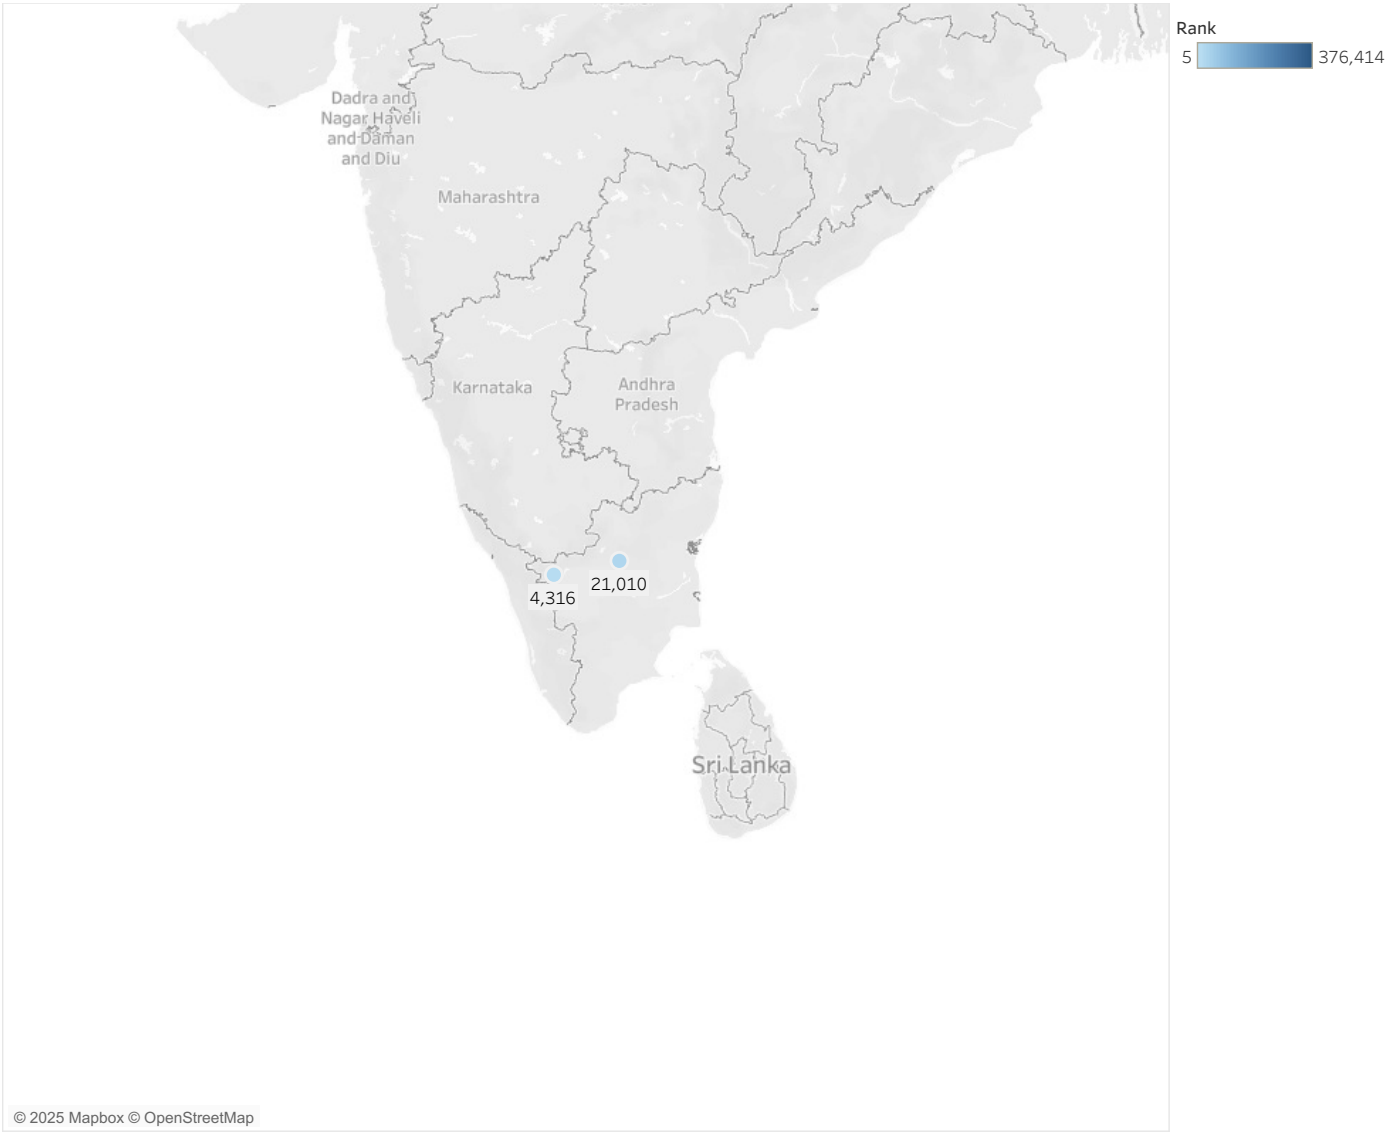 Rank
5
376,414
Dadra and
Nagar Haveli
and Daman
and Diu
Maharashtra
Karnataka
Andhra
Pradesh
4,316
21,010
Sri Lanka
© 2025 Mapbox © OpenStreetMap